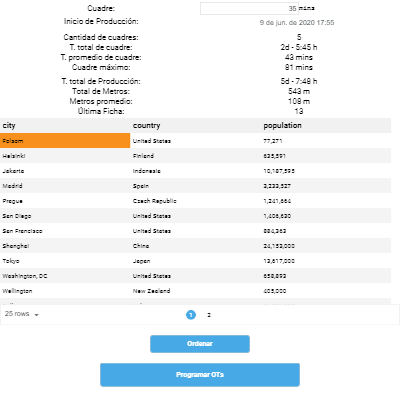 Cuadre: 35 mins
Inicio de Producción: 9 de jun. de 2020 17:55
Cantidad de cuadres: 5
T. total de cuadre: 2d - 5:45 h
T. promedio de cuadre: 43 mins
Cuadre máximo: 81 mins
T. total de Producción: 5d - 7:48 h
Total de Metros: 543 m
Metros promedio: 108 m
Última Ficha: 13
city country population
Folsom United States 77,271
Helsinki Finland 635,591
Jakarta Indonesia 10,187,595
Madrid Spain 3,233,527
Prague Czech Republic 1,241,664
San Diego United States 1,406,630
San Francisco United States 884,363
Shanghai China 24,153,000
Tokyo Japan 13,617,000
Washington, DC United States 658,893
Wellington New Zealand 405,000
25 rows 1 2
Ordenar
Programar OTs